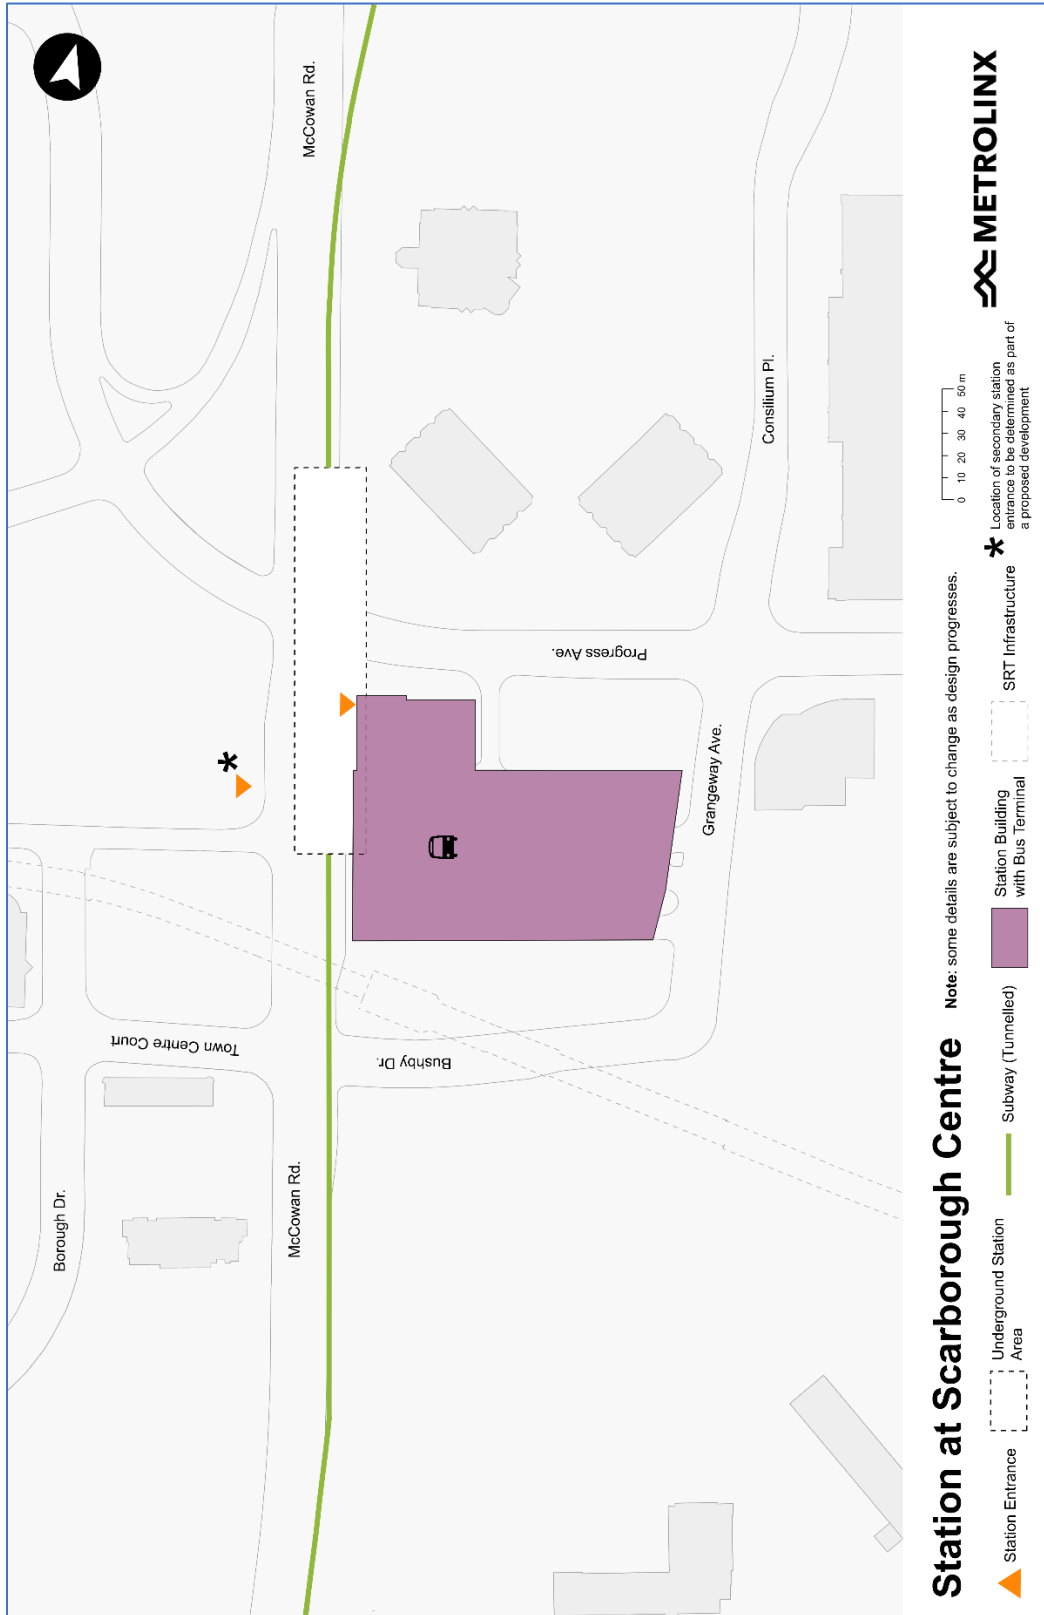 McCowan Rd.
Consilium Pl.
Progress Ave.
Grangeway Ave.
Town Centre Court
Bushby Dr.
Borough Dr.
McCowan Rd.
Station at Scarborough Centre
Note: some details are subject to change as design progresses.
0 10 20 30 40 50 m
Station Entrance
Underground Station
Area
Subway (Tunnelled)
Station Building
with Bus Terminal
SRT Infrastructure
* Location of secondary station
entrance to be determined as part of
a proposed development
METROLINX
*